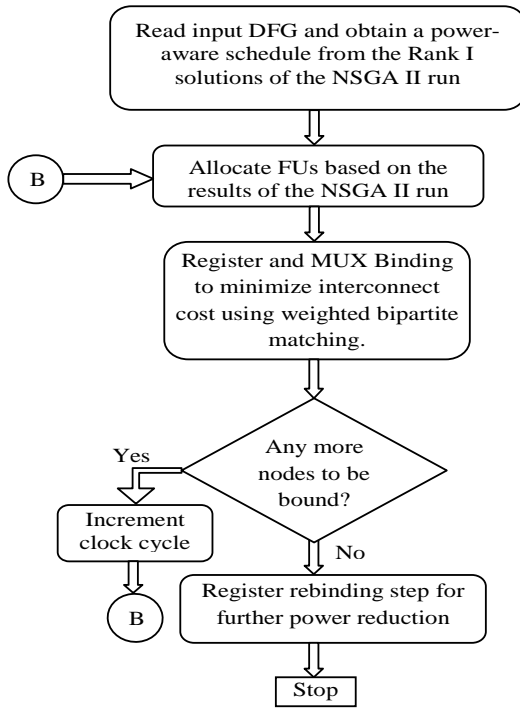 Read input DFG and obtain a power-
aware schedule from the Rank I
solutions of the NSGA II run
B
Allocate FUs based on the
results of the NSGA II run
Register and MUX Binding
to minimize interconnect
cost using weighted bipartite
matching.
Any more
nodes to be
bound?
Yes
Increment
clock cycle
B
No
Register rebinding step for
further power reduction
Stop